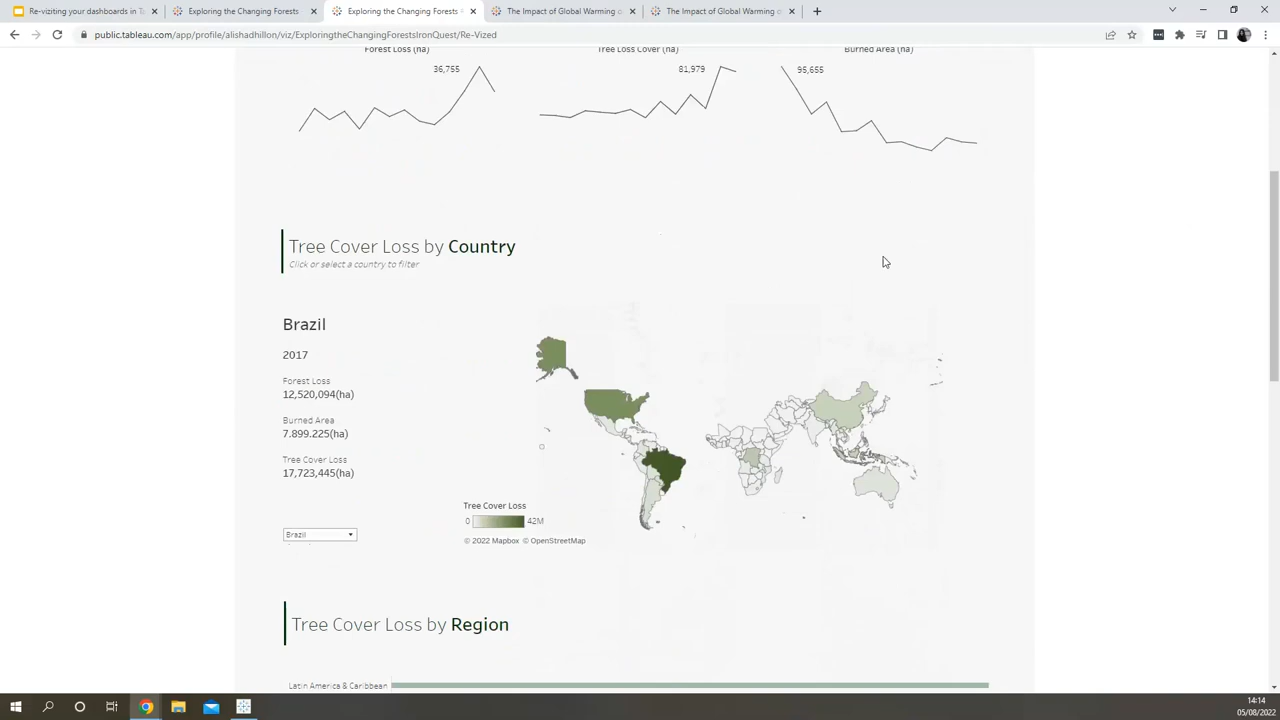 Re-viziting your dashboards in T
Exploring the Changing Forests
Exploring the Changing Forests
The Impact of Global Warming o
The Impact of Global Warming o
public.tableau.com/app/profile/alishadhillon/viz/ExploringtheChangingForestsIronQuest/Re-Vized
Forest Loss (ha)
Tree Loss Cover (ha)
Burned Area (ha)
36,755
81,979
95,655
Tree Cover Loss by Country
Click or select a country to filter
Brazil
2017
Forest Loss
12,520,094(ha)
Burned Area
7.899.225(ha)
Tree Cover Loss
17,723,445(ha)
Tree Cover Loss
0 42M
Brazil
© 2022 Mapbox © OpenStreetMap
Tree Cover Loss by Region
Latin America & Caribbean
14:14
05/08/2022